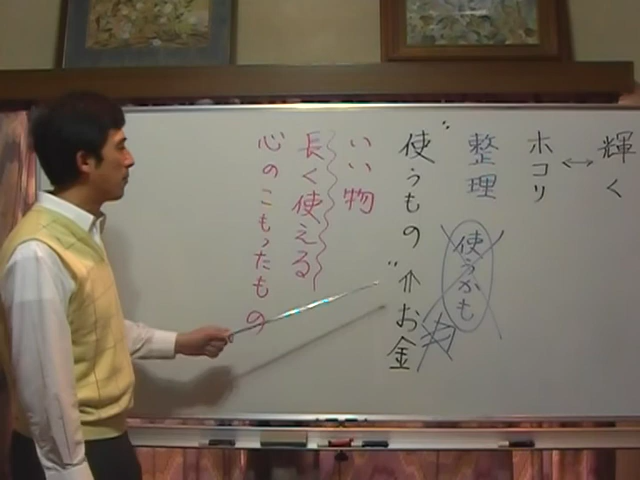 輝く
↔
ホコリ
整理
使うかも
"使うもの" 介お金
いい物
長く使える
心のこもったもの